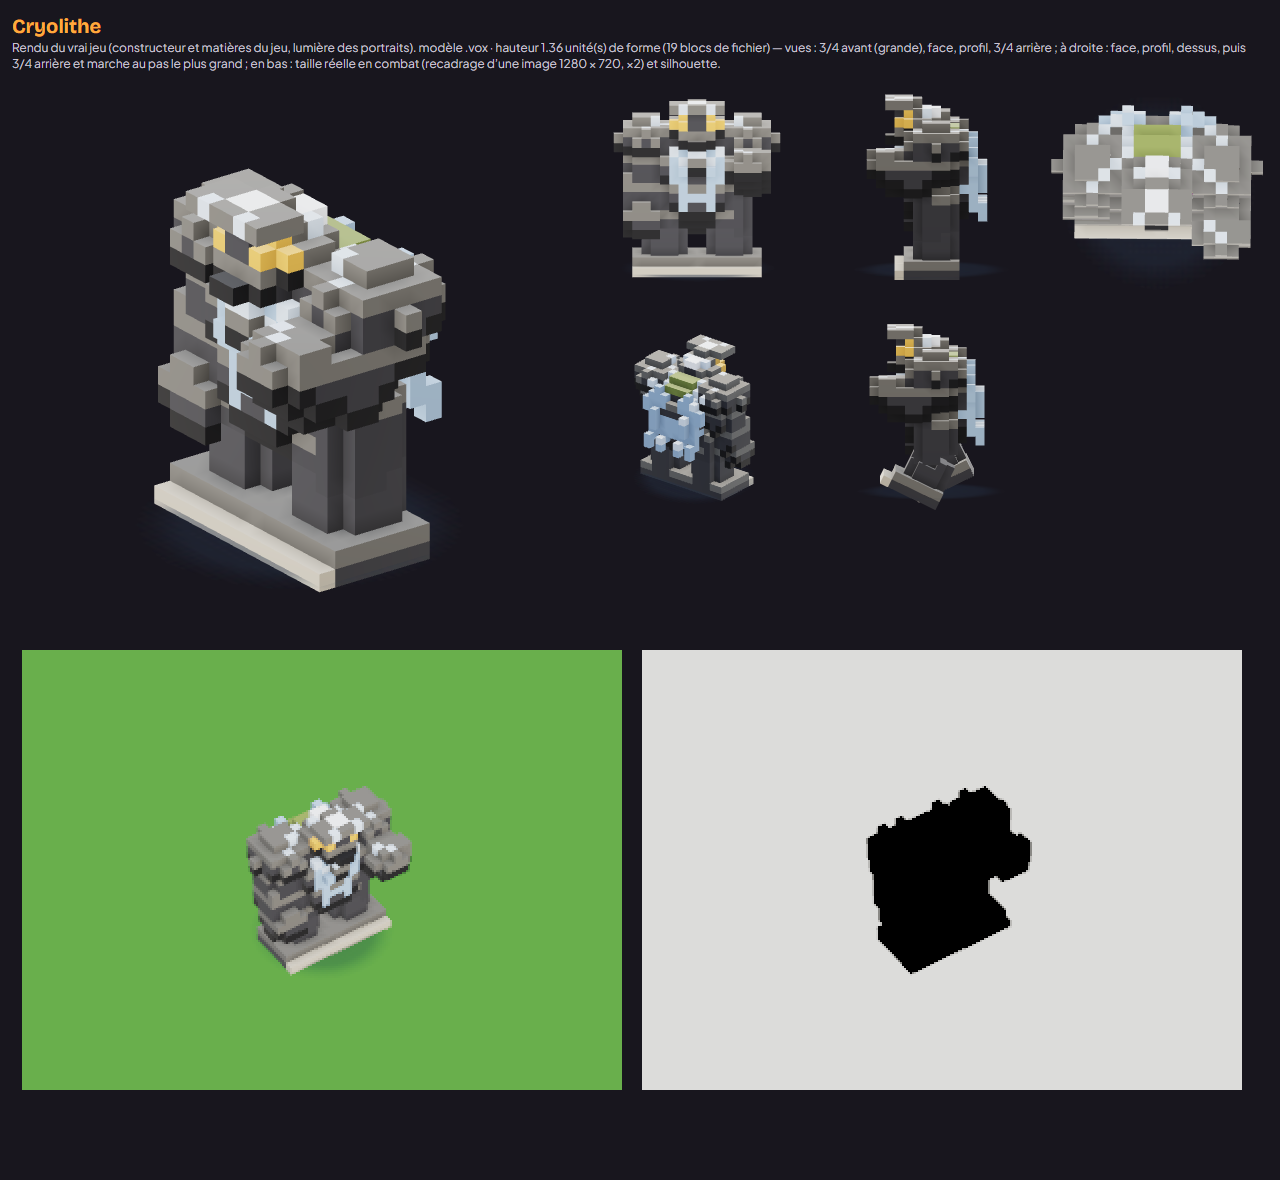 Cryolithe
Rendu du vrai jeu (constructeur et matières du jeu, lumière des portraits). modèle .vox · hauteur 1.36 unité(s) de forme (19 blocs de fichier) — vues : 3/4 avant (grande), face, profil, 3/4 arrière ; à droite : face, profil, dessus, puis
3/4 arrière et marche au pas le plus grand ; en bas : taille réelle en combat (recadrage d'une image 1280 × 720, ×2) et silhouette.